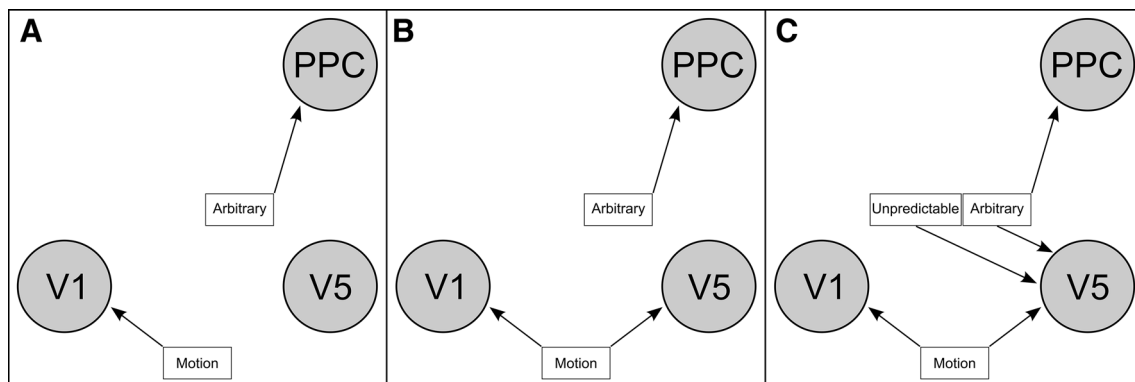 A
PPC
Arbitrary
V1
V5
Motion
B
PPC
Arbitrary
V1
V5
Motion
C
PPC
Unpredictable
Arbitrary
V1
V5
Motion